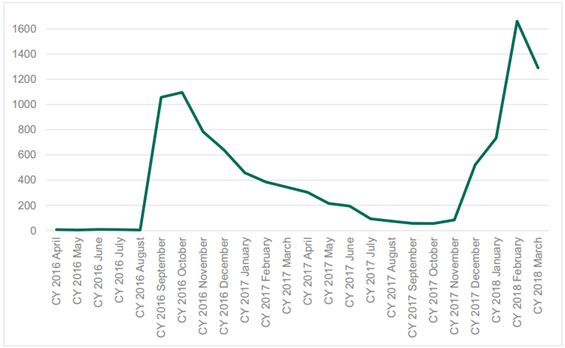 1600
1400
1200
1000
800
600
400
200
0
CY 2016 April
CY 2016 May
CY 2016 June
CY 2016 July
CY 2016 August
CY 2016 September
CY 2016 October
CY 2016 November
CY 2016 December
CY 2017 January
CY 2017 February
CY 2017 March
CY 2017 April
CY 2017 May
CY 2017 June
CY 2017 July
CY 2017 August
CY 2017 September
CY 2017 October
CY 2017 November
CY 2017 December
CY 2018 January
CY 2018 February
CY 2018 March